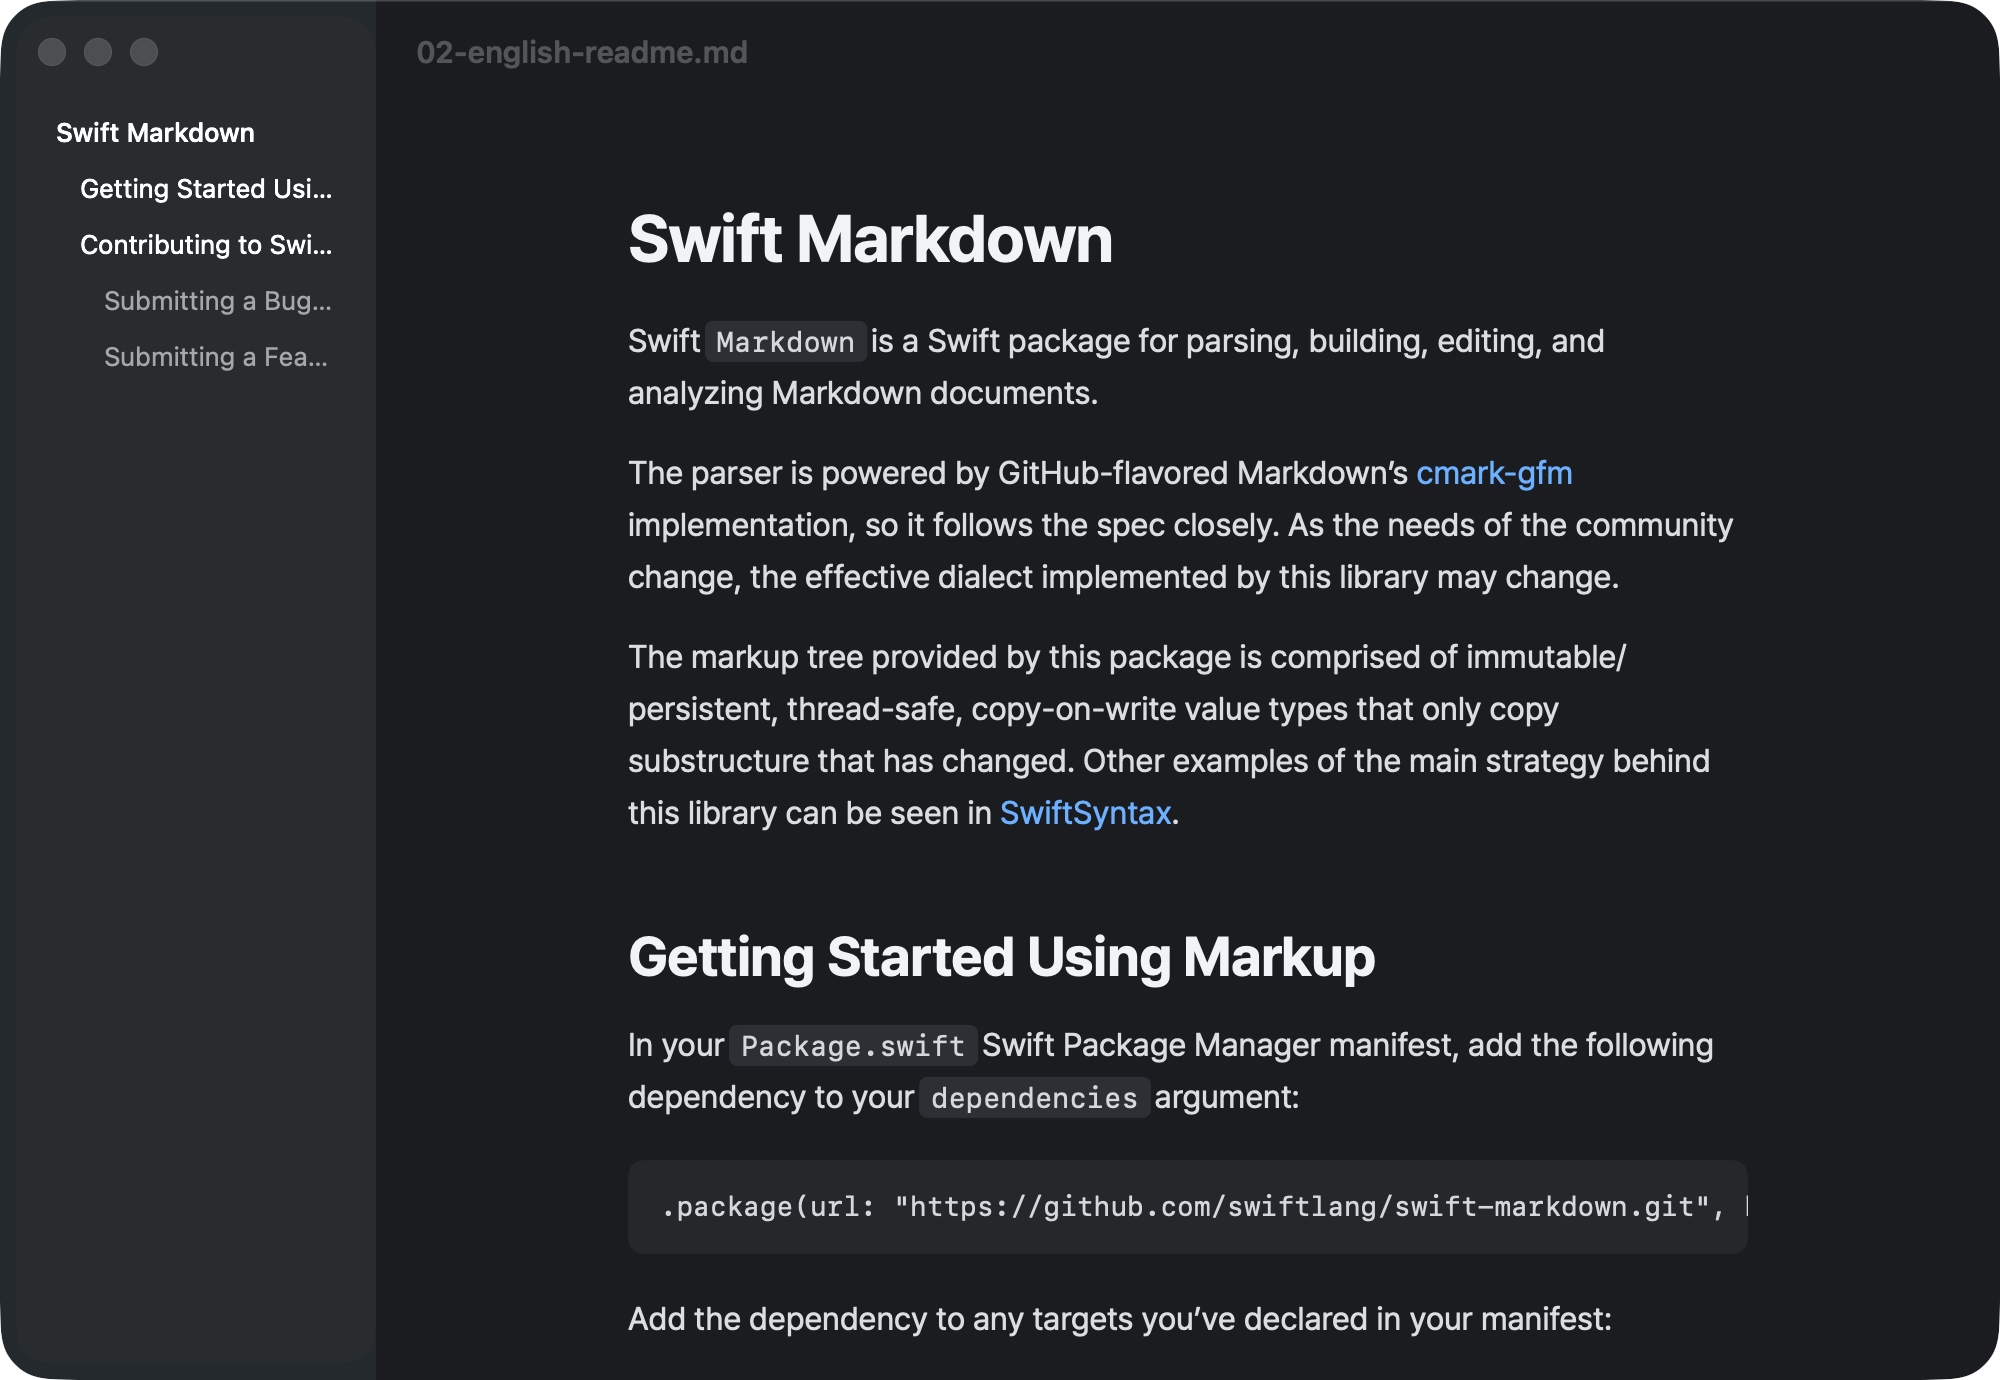 02-english-readme.md
Swift Markdown
Getting Started Usi...
Contributing to Swi...
Submitting a Bug...
Submitting a Fea...
Swift Markdown
Swift Markdown is a Swift package for parsing, building, editing, and
analyzing Markdown documents.
The parser is powered by GitHub-flavored Markdown’s cmark-gfm
implementation, so it follows the spec closely. As the needs of the community
change, the effective dialect implemented by this library may change.
The markup tree provided by this package is comprised of immutable/
persistent, thread-safe, copy-on-write value types that only copy
substructure that has changed. Other examples of the main strategy behind
this library can be seen in SwiftSyntax.
Getting Started Using Markup
In your Package.swift Swift Package Manager manifest, add the following
dependency to your dependencies argument:
.package(url: "https://github.com/swiftlang/swift-markdown.git",
Add the dependency to any targets you’ve declared in your manifest: